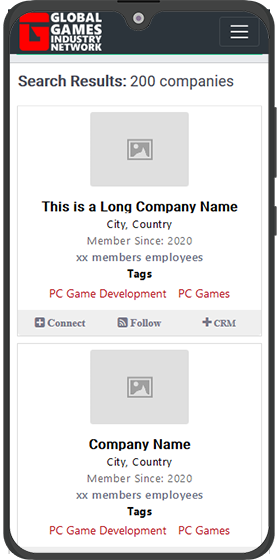 GLOBAL
GAMES
INDUSTRY
NETWORK
Search Results: 200 companies
This is a Long Company Name
City, Country
Member Since: 2020
xx members employees
Tags
PC Game Development PC Games
Connect Follow CRM
Company Name
City, Country
Member Since: 2020
xx members employees
Tags
PC Game Development PC Games